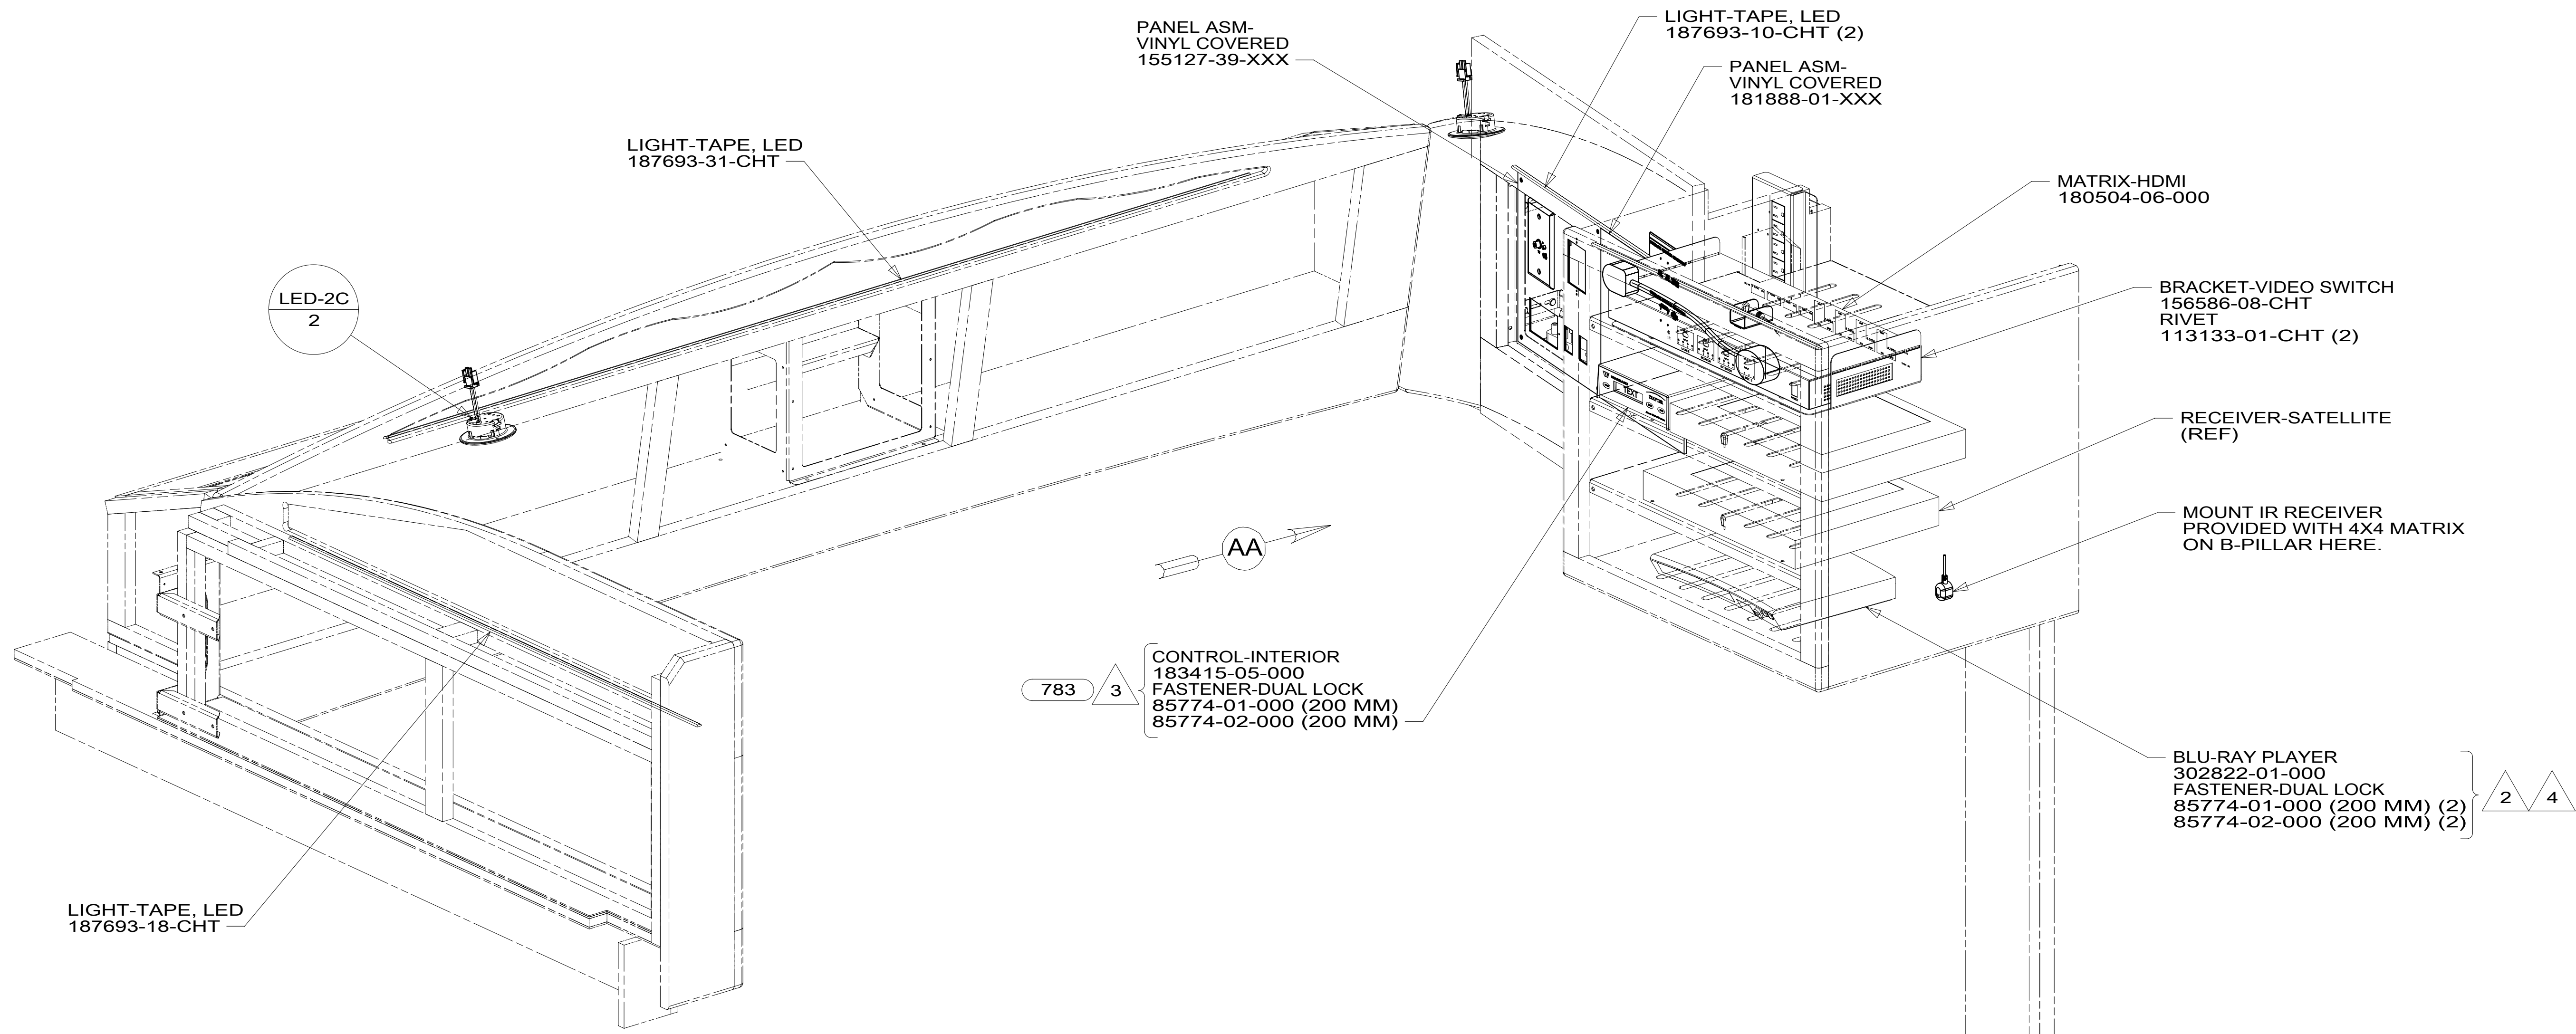 PANEL ASM-
VINYL COVERED
155127-39-XXX
LIGHT-TAPE, LED
187693-10-CHT (2)
PANEL ASM-
VINYL COVERED
181888-01-XXX
LIGHT-TAPE, LED
187693-31-CHT
MATRIX-HDMI
180504-06-000
LED-2C
2
BRACKET-VIDEO SWITCH
156586-08-CHT
RIVET
113133-01-CHT (2)
TEXT
RECEIVER-SATELLITE
(REF)
MOUNT IR RECEIVER
PROVIDED WITH 4X4 MATRIX
ON B-PILLAR HERE.
AA
783
3
CONTROL-INTERIOR
183415-05-000
FASTENER-DUAL LOCK
85774-01-000 (200 MM)
85774-02-000 (200 MM)
BLU-RAY PLAYER
302822-01-000
FASTENER-DUAL LOCK
85774-01-000 (200 MM) (2)
85774-02-000 (200 MM) (2)
2
4
LIGHT-TAPE, LED
187693-18-CHT